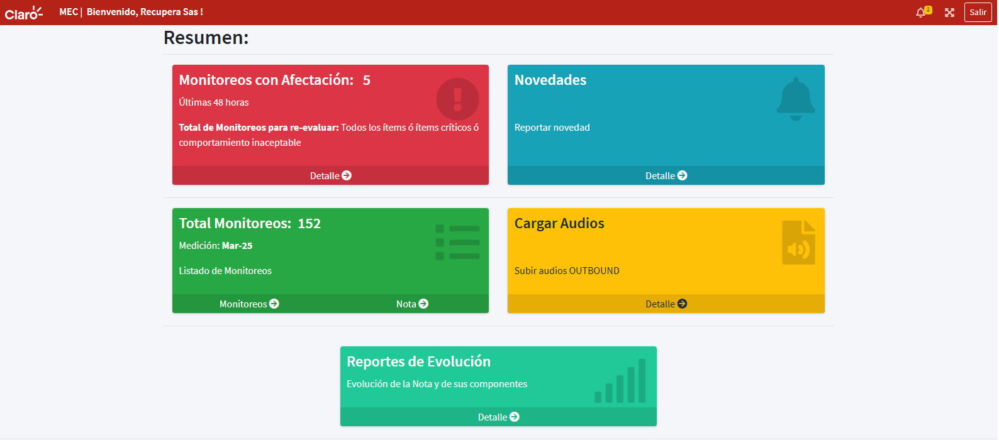 Claro
MEC | Bienvenido, Recupera Sas !
2
Salir
Resumen:
Monitoreos con Afectación: 5
Últimas 48 horas
Total de Monitoreos para re-evaluar: Todos los ítems ó ítems críticos ó
comportamiento inaceptable
Detalle
Novedades
Reportar novedad
Detalle
Total Monitoreos: 152
Medición: Mar-25
Listado de Monitoreos
Monitoreos
Nota
Cargar Audios
Subir audios OUTBOUND
Detalle
Reportes de Evolución
Evolución de la Nota y de sus componentes
Detalle